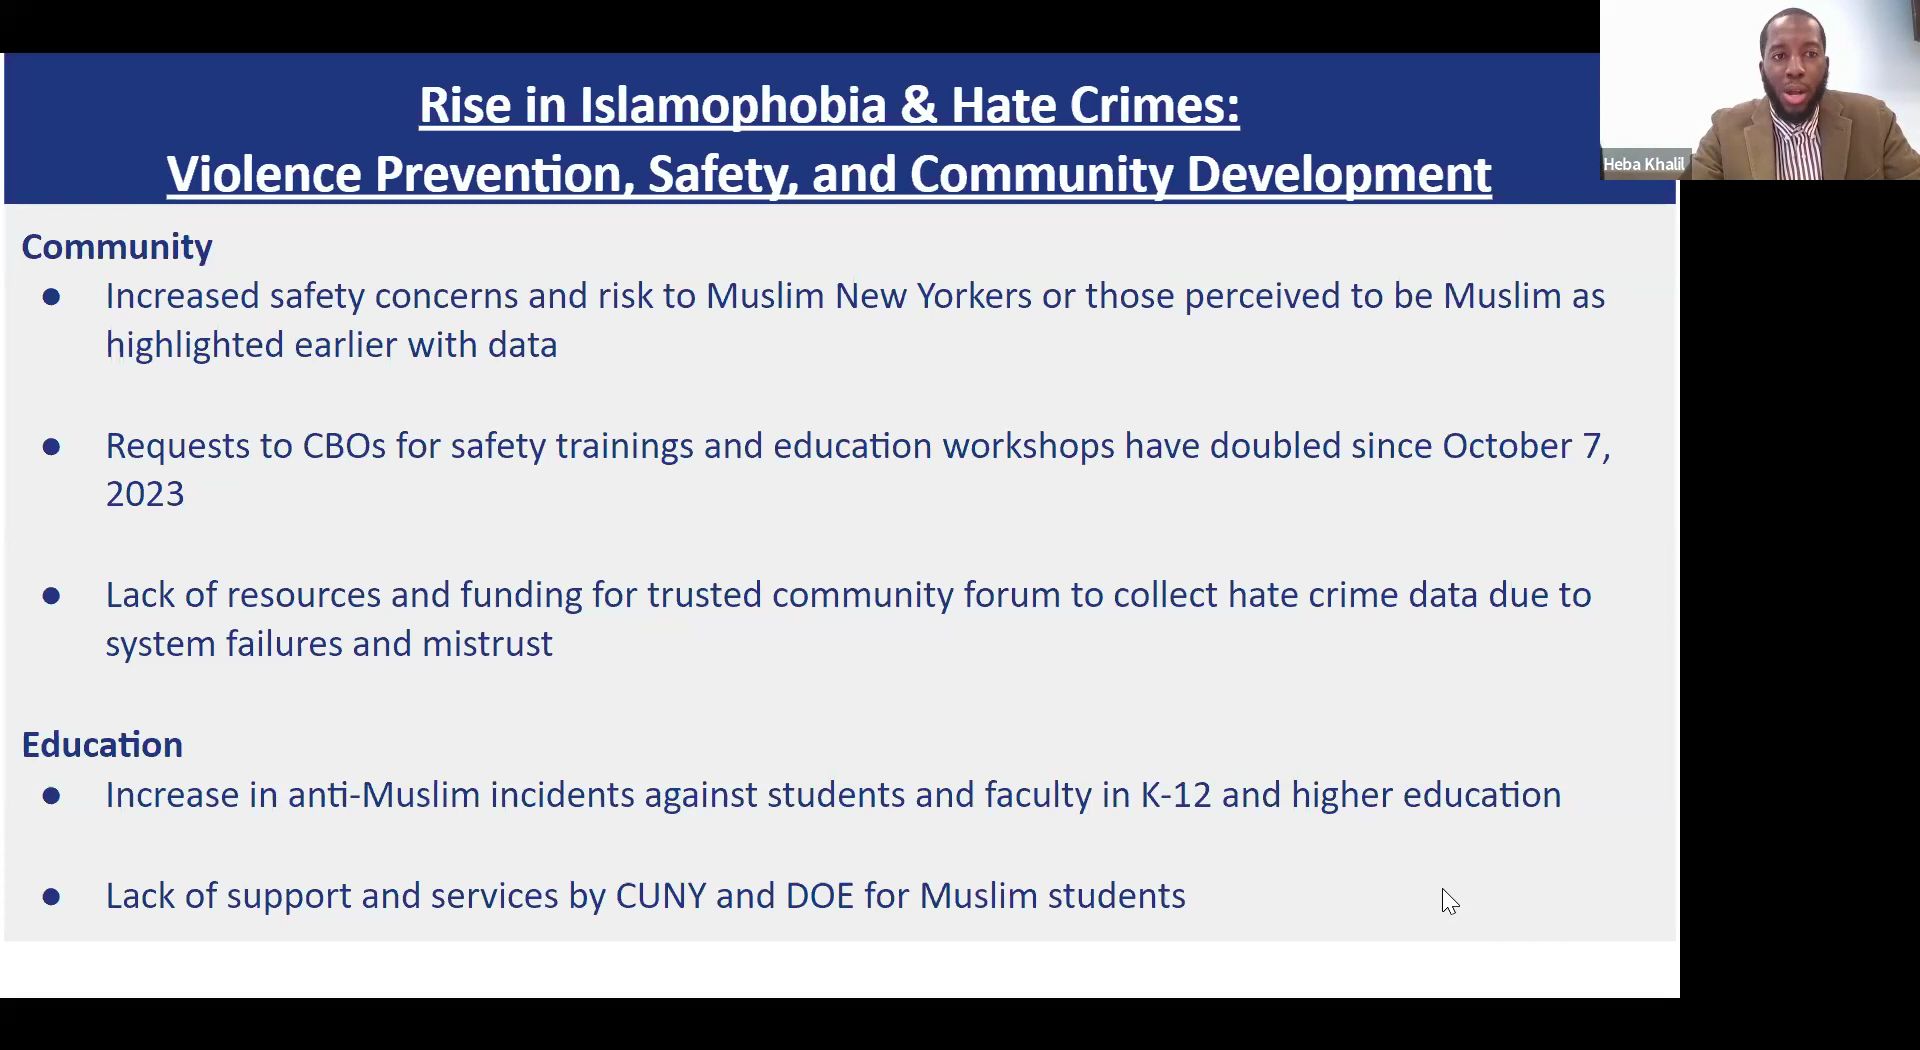 Rise in Islamophobia & Hate Crimes:
Violence Prevention, Safety, and Community Development
Heba Khalil
Community
● Increased safety concerns and risk to Muslim New Yorkers or those perceived to be Muslim as
highlighted earlier with data
● Requests to CBOs for safety trainings and education workshops have doubled since October 7,
2023
● Lack of resources and funding for trusted community forum to collect hate crime data due to
system failures and mistrust
Education
● Increase in anti-Muslim incidents against students and faculty in K-12 and higher education
● Lack of support and services by CUNY and DOE for Muslim students